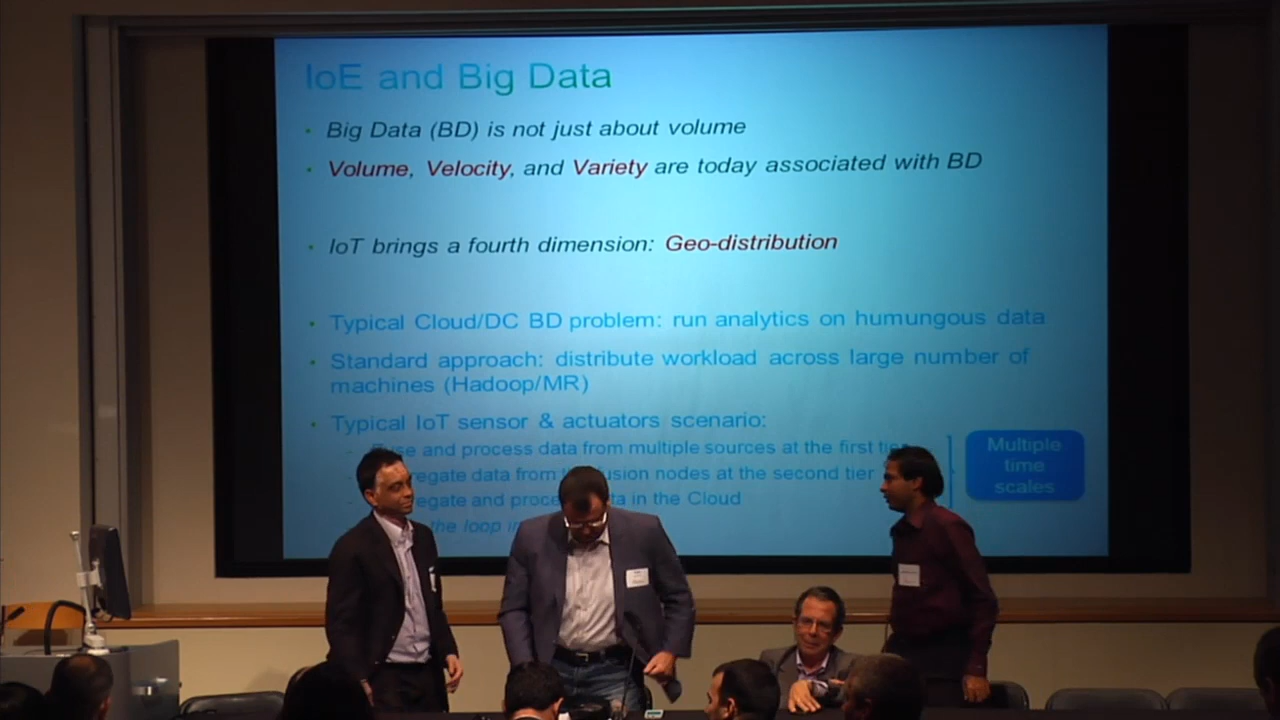 IoE and Big Data
Big Data (BD) is not just about volume
Volume, Velocity, and Variety are today associated with BD
IoT brings a fourth dimension: Geo-distribution
Typical Cloud/DC BD problem: run analytics on humungous data
Standard approach: distribute workload across large number of
machines (Hadoop/MR)
Typical IoT sensor & actuators scenario:
and process data from multiple sources at the first
data from fusion nodes at the second tier
and in the Cloud
the loop
Multiple
time
scales